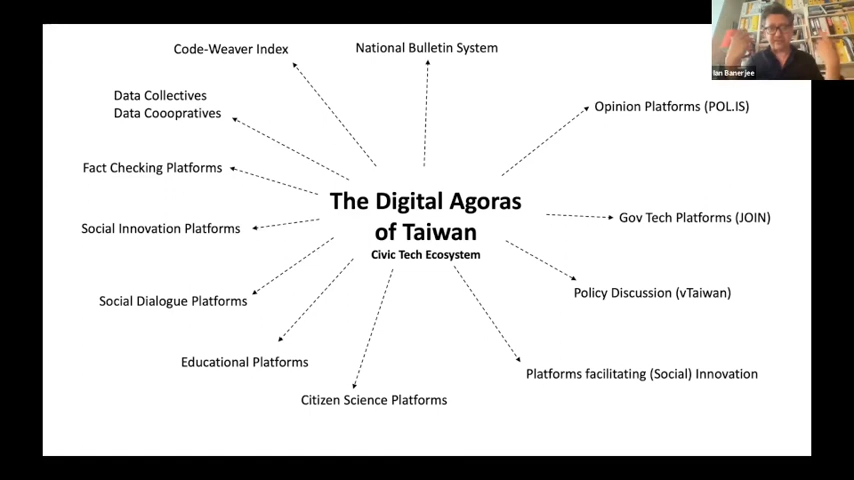 Code-Weaver Index
National Bulletin System
Data Collectives
Data Cooopratives
Opinion Platforms (POL.IS)
Fact Checking Platforms
The Digital Agoras
of Taiwan
Civic Tech Ecosystem
Gov Tech Platforms (JOIN)
Social Innovation Platforms
Policy Discussion (vTaiwan)
Social Dialogue Platforms
Educational Platforms
Platforms facilitating (Social) Innovation
Citizen Science Platforms
Banerjee